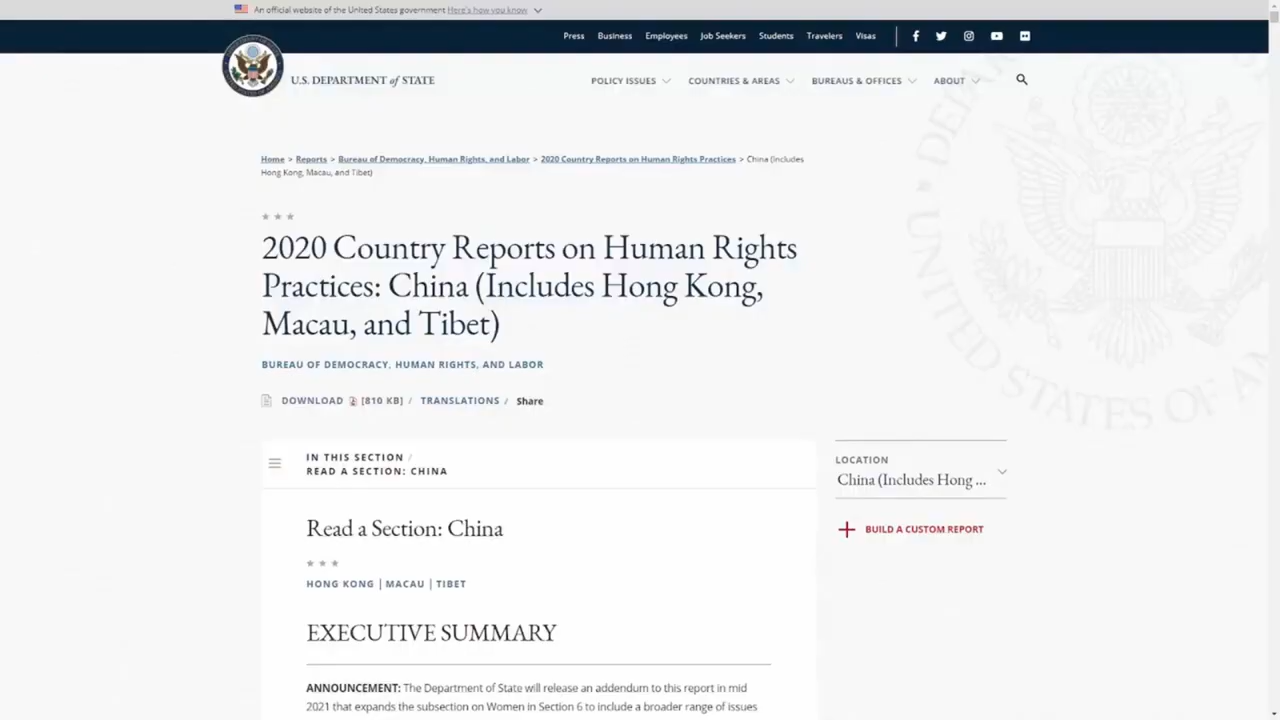 An official website of the United States government Here's how you know
Press Business Employees Job Seekers Students Travelers Visas
U.S. DEPARTMENT of STATE
POLICY ISSUES COUNTRIES & AREAS BUREAUS & OFFICES ABOUT
Home > Reports > Bureau of Democracy, Human Rights, and Labor > 2020 Country Reports on Human Rights Practices > China (Includes
Hong Kong, Macau, and Tibet)
2020 Country Reports on Human Rights
Practices: China (Includes Hong Kong,
Macau, and Tibet)
BUREAU OF DEMOCRACY, HUMAN RIGHTS, AND LABOR
DOWNLOAD [810 KB] / TRANSLATIONS / Share
IN THIS SECTION /
READ A SECTION: CHINA
LOCATION
China (Includes Hong ...
BUILD A CUSTOM REPORT
Read a Section: China
HONG KONG | MACAU | TIBET
EXECUTIVE SUMMARY
ANNOUNCEMENT: The Department of State will release an addendum to this report in mid
2021 that expands the subsection on Women in Section 6 to include a broader range of issues